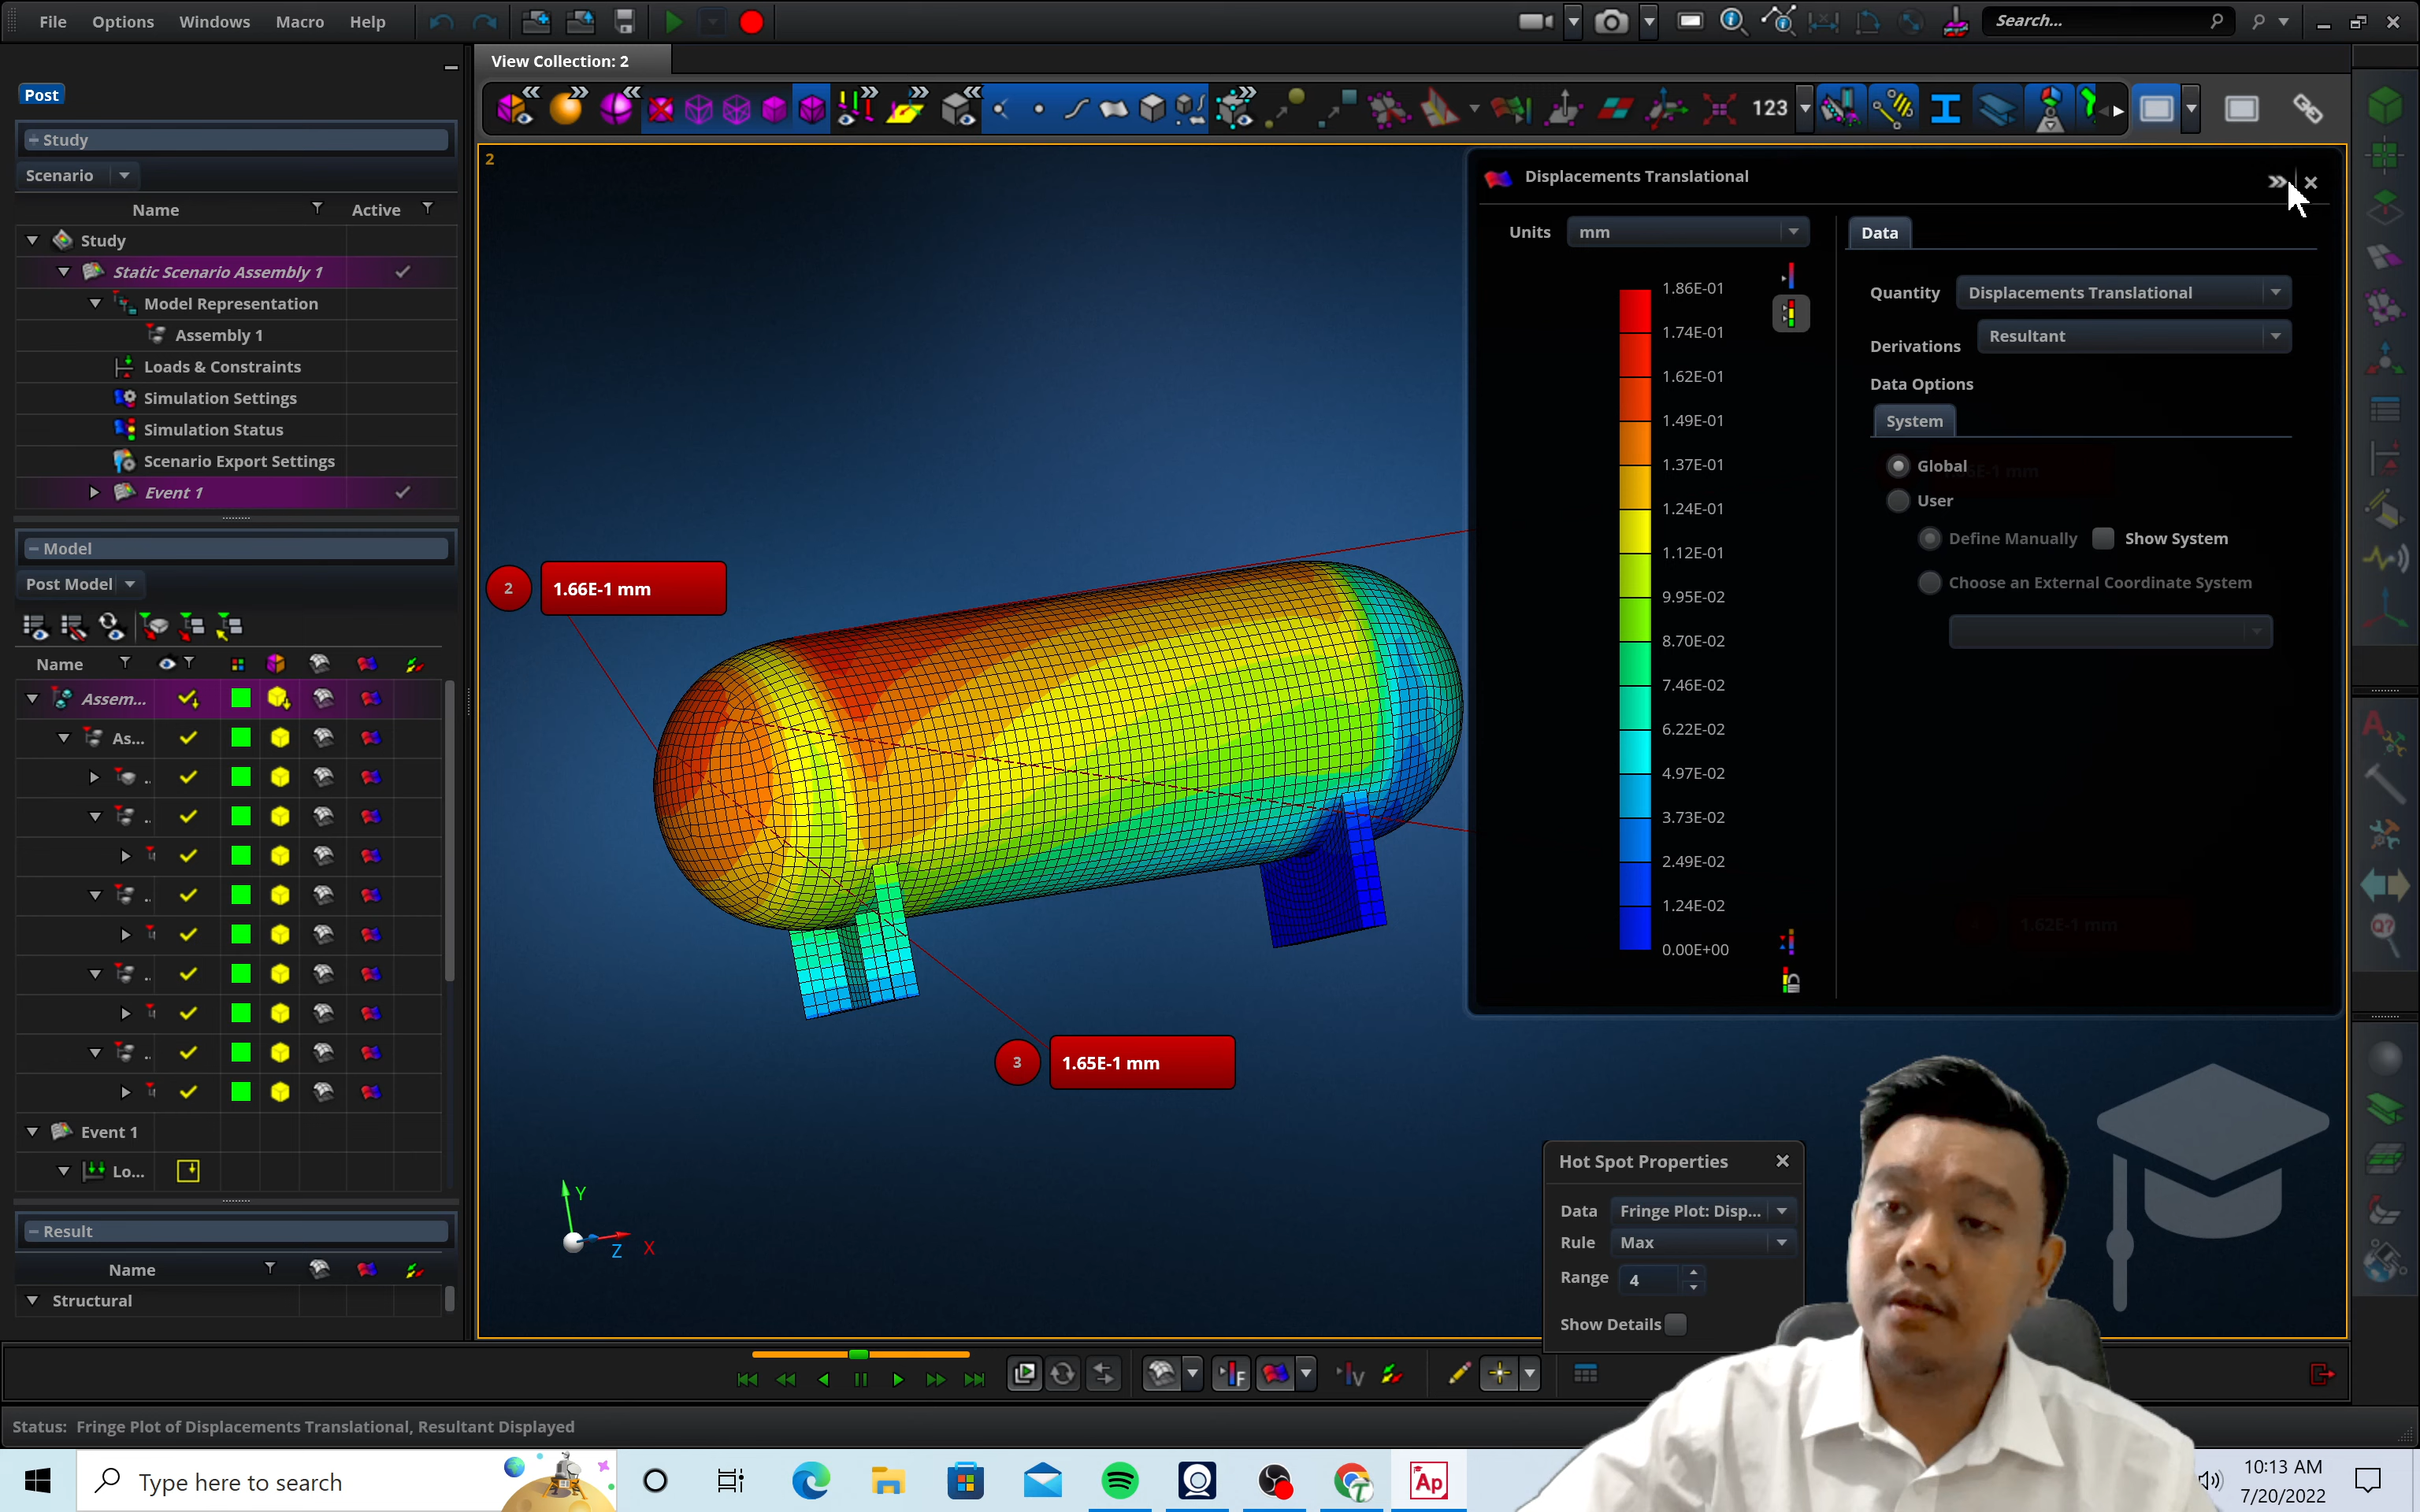 File Options Windows Macro Help
Search...
Post
Study
Scenario
Name Active
Study
Static Scenario Assembly 1
Model Representation
Assembly 1
Loads & Constraints
Simulation Settings
Simulation Status
Scenario Export Settings
Event 1
Model
Post Model
Name
Assem...
As...
Event 1
Lo...
Result
Name
Structural
View Collection: 2
123
2
2
1.66E-1 mm
3
1.65E-1 mm
Y
Z
X
Displacements Translational
Units mm
1.86E-01
1.74E-01
1.62E-01
1.49E-01
1.37E-01
1.24E-01
1.12E-01
9.95E-02
8.70E-02
7.46E-02
6.22E-02
4.97E-02
3.73E-02
2.49E-02
1.24E-02
0.00E+00
Data
Quantity Displacements Translational
Derivations Resultant
Data Options
System
Global
User
Define Manually Show System
Choose an External Coordinate System
1.62E-1 mm
Hot Spot Properties
Data Fringe Plot: Disp...
Rule Max
Range 4
Show Details
F
V
Status: Fringe Plot of Displacements Translational, Resultant Displayed
Type here to search
Ap
10:13 AM
7/20/2022